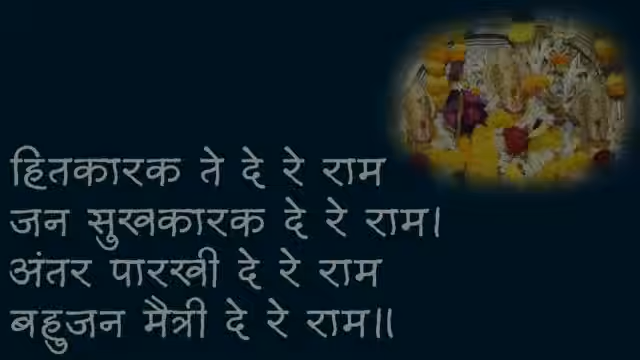 हितकारक ते दे रे राम
जन सुखकारक दे रे राम।
अंतर पारखी दे रे राम
बहुजन मैत्री दे रे राम॥